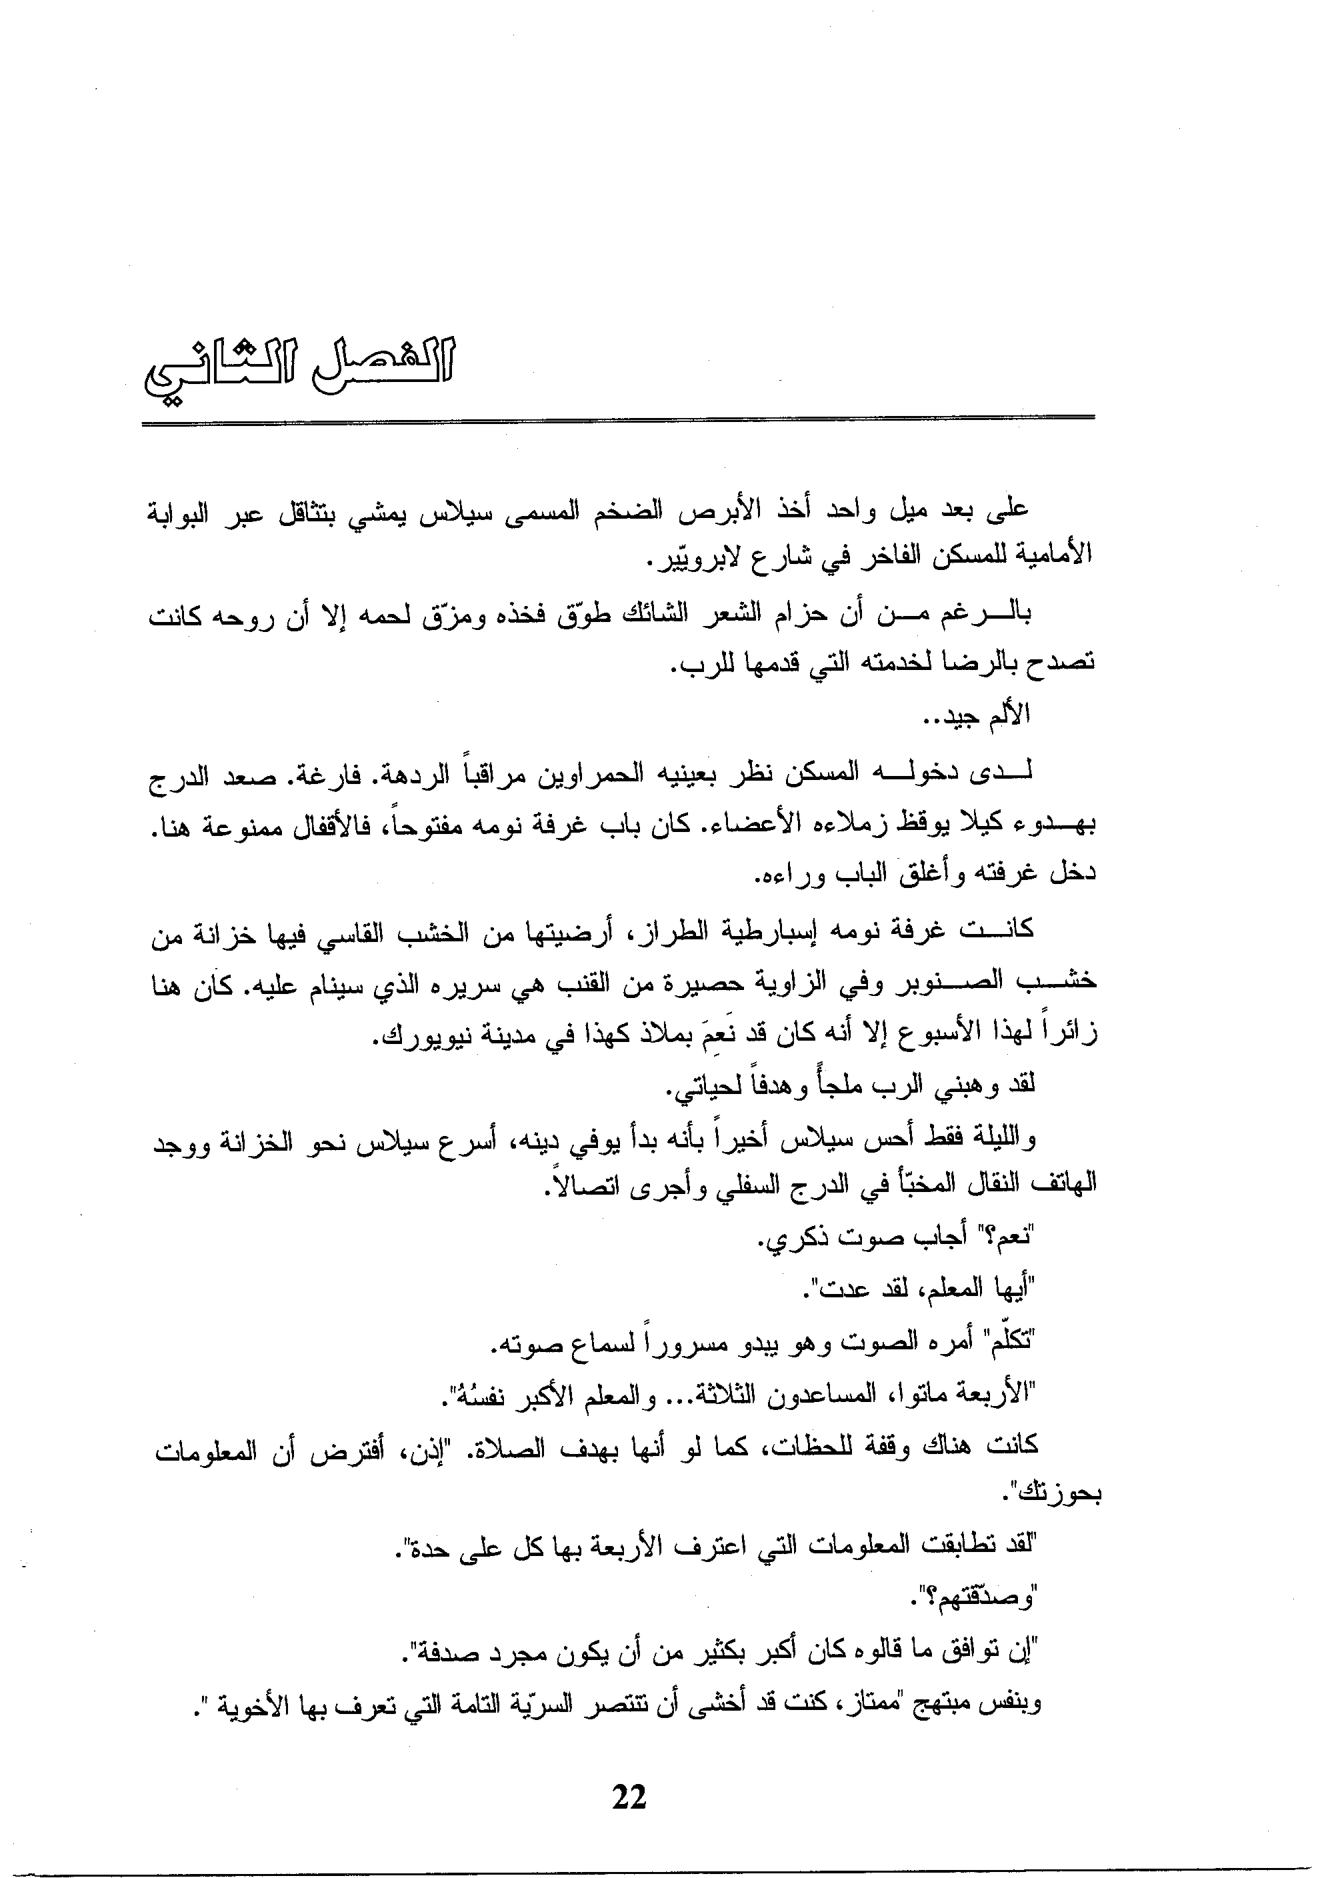 الفصل الثاني
على بعد ميل واحد أخذ الأبرص الضخم المسمى سيلاس يمشي بتثاقل عبر البوابة
الأمامية للمسكن الفاخر في شارع لابرويّير.
بالرغم من أن حزام الشعر الشائك طوّق فخذه ومزّق لحمه إلا أن روحه كانت
تصدح بالرضا لخدمته التي قدمها للرب.
الألم جيد..
لدى دخوله المسكن نظر بعينيه الحمراوين مراقباً الردهة. فارغة. صعد الدرج
بهدوء كيلا يوقظ زملاءه الأعضاء. كان باب غرفة نومه مفتوحاً، فالأقفال ممنوعة هنا.
دخل غرفته وأغلق الباب وراءه.
كانت غرفة نومه إسبارطية الطراز، أرضيتها من الخشب القاسي فيها خزانة من
خشب الصنوبر وفي الزاوية حصيرة من القنب هي سريره الذي سينام عليه. كان هنا
زائراً لهذا الأسبوع إلا أنه كان قد نَعِمَ بملاذ كهذا في مدينة نيويورك.
لقد وهبني الرب ملجأً وهدفاً لحياتي.
والليلة فقط أحس سيلاس أخيراً بأنه بدأ يوفي دينه، أسرع سيلاس نحو الخزانة ووجد
الهاتف النقال المخبّأ في الدرج السفلي وأجرى اتصالاً.
"نعم؟" أجاب صوت ذكري.
"أيها المعلم، لقد عدت".
"تكلّم" أمره الصوت وهو يبدو مسروراً لسماع صوته.
"الأربعة ماتوا، المساعدون الثلاثة... والمعلم الأكبر نفسُهُ".
كانت هناك وقفة للحظات، كما لو أنها بهدف الصلاة. "إذن، أفترض أن المعلومات
بحوزتك".
"لقد تطابقت المعلومات التي اعترف الأربعة بها كل على حدة".
"وصدّقتهم؟".
"إن توافق ما قالوه كان أكبر بكثير من أن يكون مجرد صدفة".
وبنفس مبتهج "ممتاز، كنت قد أخشى أن تنتصر السريّة التامة التي تعرف بها الأخوية ".
22